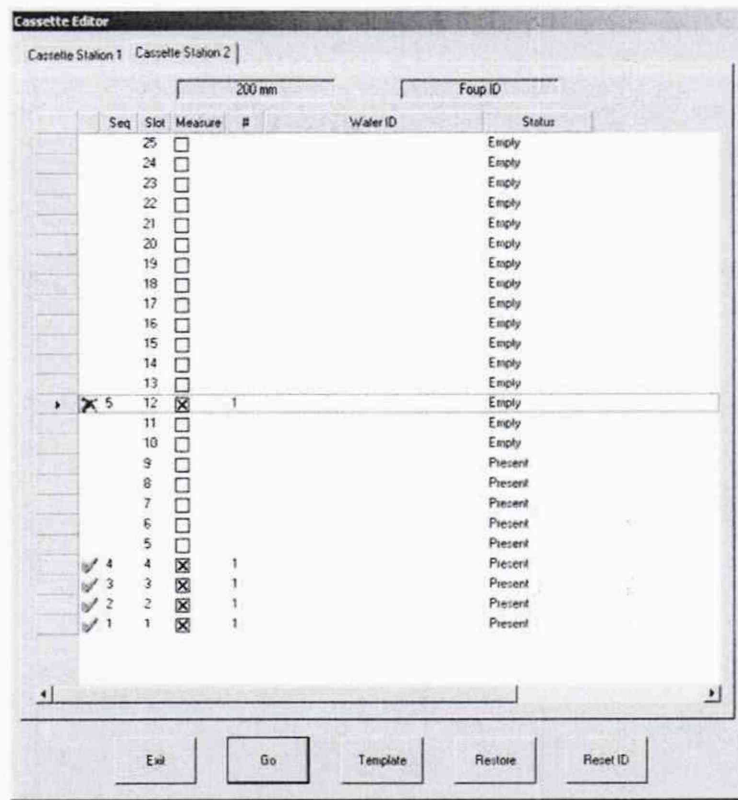 Cassette Editor
Cassette Station 1 Cassette Station 2
200 mm Foup ID
Seq Slot Measure # Wafer ID Status
25 Empty
24 Empty
23 Empty
22 Empty
21 Empty
20 Empty
19 Empty
18 Empty
17 Empty
16 Empty
15 Empty
14 Empty
13 Empty
5 12 1 Empty
11 Empty
10 Empty
9 Present
8 Present
7 Present
6 Present
5 Present
4 4 1 Present
3 3 1 Present
2 2 1 Present
1 1 1 Present
Exit Go Template Restore Reset ID